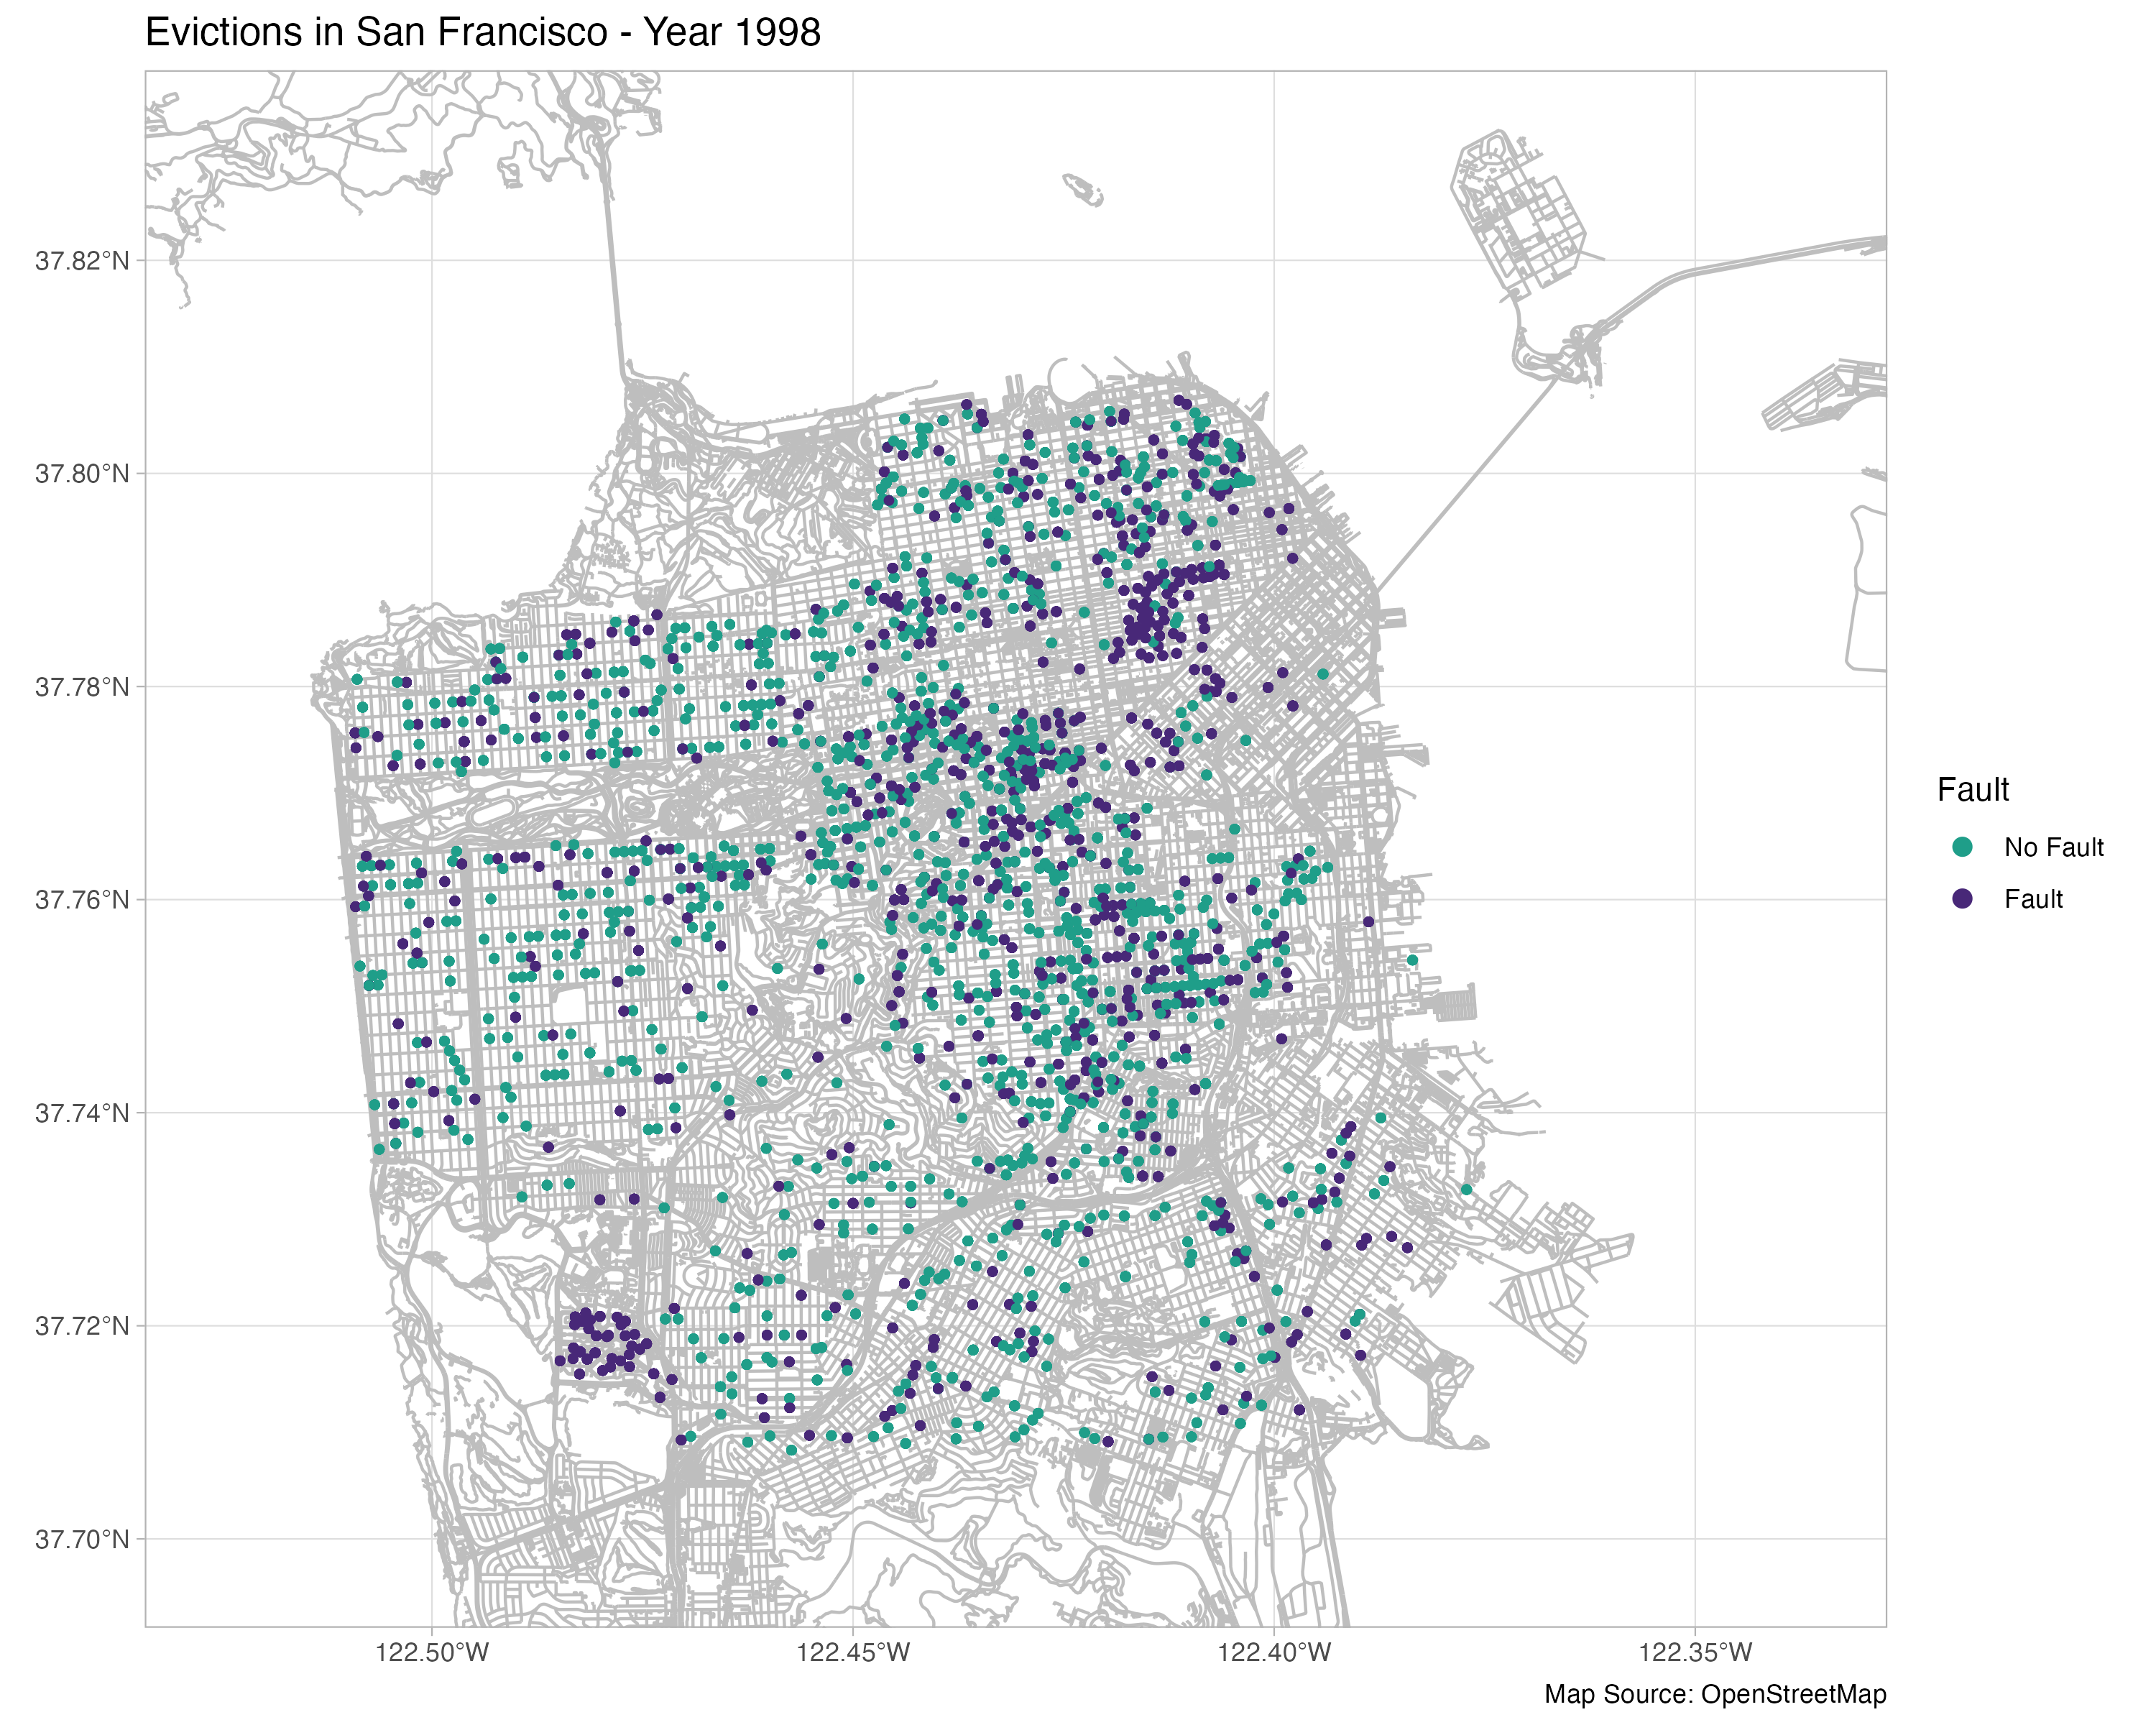 Evictions in San Francisco - Year 1998
37.82°N
37.80°N
37.78°N
37.76°N
37.74°N
37.72°N
37.70°N
122.50°W
122.45°W
122.40°W
122.35°W
Fault
No Fault
Fault
Map Source: OpenStreetMap